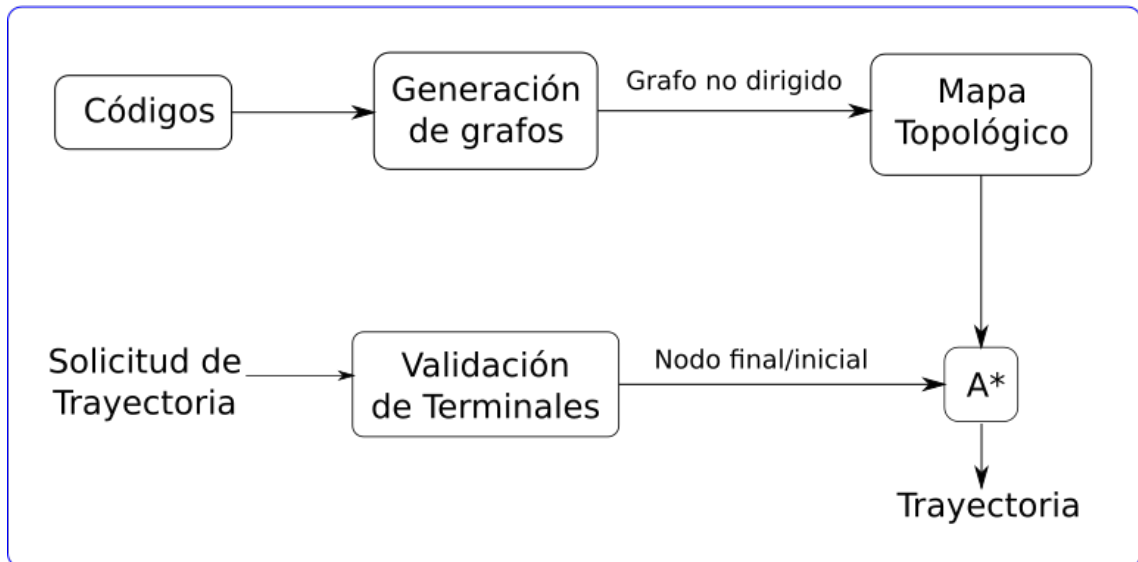 Códigos
Generación
de grafos
Grafo no dirigido
Mapa
Topológico
Solicitud de
Trayectoria
Validación
de Terminales
Nodo final/inicial
A*
Trayectoria